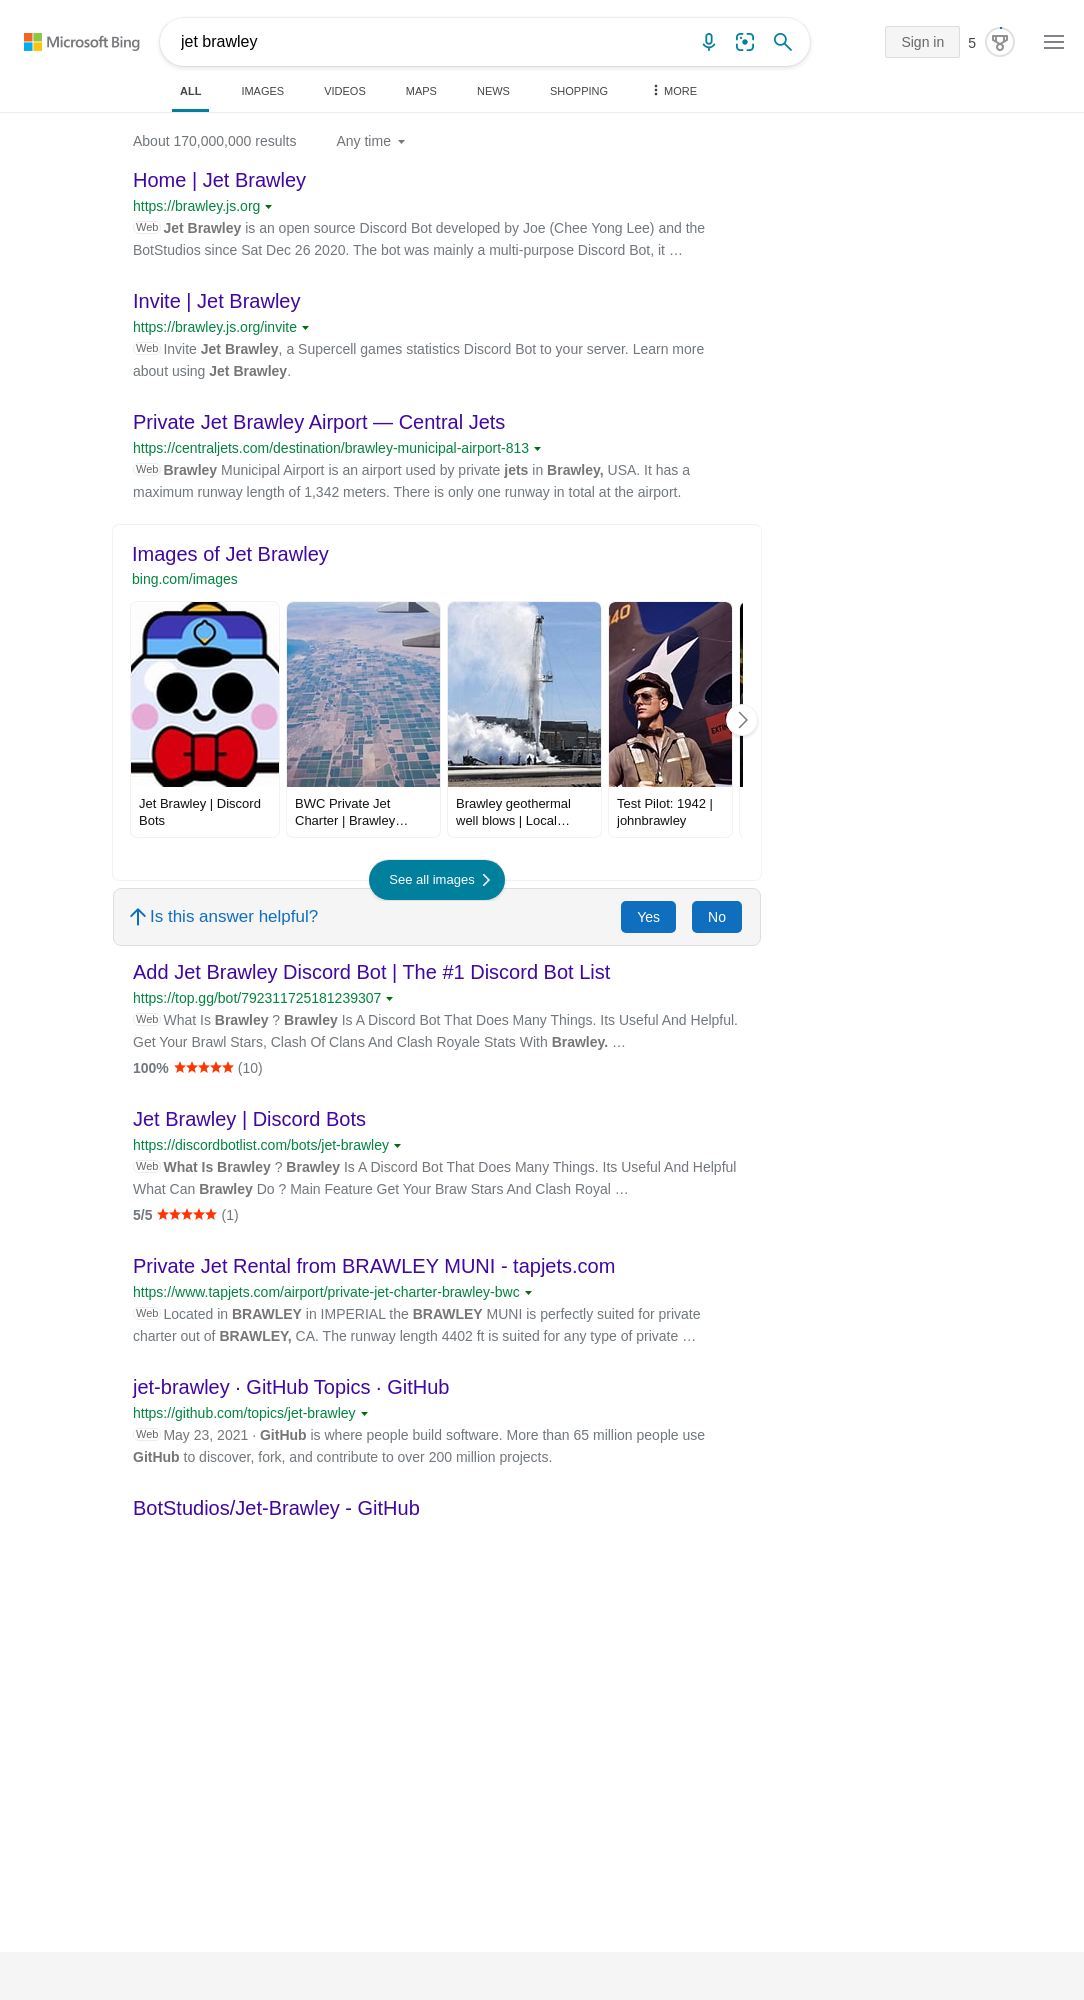 Microsoft Bing
jet brawley
Sign in
5
ALL
IMAGES
VIDEOS
MAPS
NEWS
SHOPPING
MORE
About 170,000,000 results
Any time
Home | Jet Brawley
https://brawley.js.org
Web Jet Brawley is an open source Discord Bot developed by Joe (Chee Yong Lee) and the
BotStudios since Sat Dec 26 2020. The bot was mainly a multi-purpose Discord Bot, it …
Invite | Jet Brawley
https://brawley.js.org/invite
Web Invite Jet Brawley, a Supercell games statistics Discord Bot to your server. Learn more
about using Jet Brawley.
Private Jet Brawley Airport — Central Jets
https://centraljets.com/destination/brawley-municipal-airport-813
Web Brawley Municipal Airport is an airport used by private jets in Brawley, USA. It has a
maximum runway length of 1,342 meters. There is only one runway in total at the airport.
Images of Jet Brawley
bing.com/images
40
EXTIN
Jet Brawley | Discord
Bots
BWC Private Jet
Charter | Brawley…
Brawley geothermal
well blows | Local…
Test Pilot: 1942 |
johnbrawley
See all images
Is this answer helpful?
Yes
No
Add Jet Brawley Discord Bot | The #1 Discord Bot List
https://top.gg/bot/792311725181239307
Web What Is Brawley ? Brawley Is A Discord Bot That Does Many Things. Its Useful And Helpful.
Get Your Brawl Stars, Clash Of Clans And Clash Royale Stats With Brawley. …
100% ★★★★★ (10)
Jet Brawley | Discord Bots
https://discordbotlist.com/bots/jet-brawley
Web What Is Brawley ? Brawley Is A Discord Bot That Does Many Things. Its Useful And Helpful
What Can Brawley Do ? Main Feature Get Your Braw Stars And Clash Royal …
5/5 ★★★★★ (1)
Private Jet Rental from BRAWLEY MUNI - tapjets.com
https://www.tapjets.com/airport/private-jet-charter-brawley-bwc
Web Located in BRAWLEY in IMPERIAL the BRAWLEY MUNI is perfectly suited for private
charter out of BRAWLEY, CA. The runway length 4402 ft is suited for any type of private …
jet-brawley · GitHub Topics · GitHub
https://github.com/topics/jet-brawley
Web May 23, 2021 · GitHub is where people build software. More than 65 million people use
GitHub to discover, fork, and contribute to over 200 million projects.
BotStudios/Jet-Brawley - GitHub